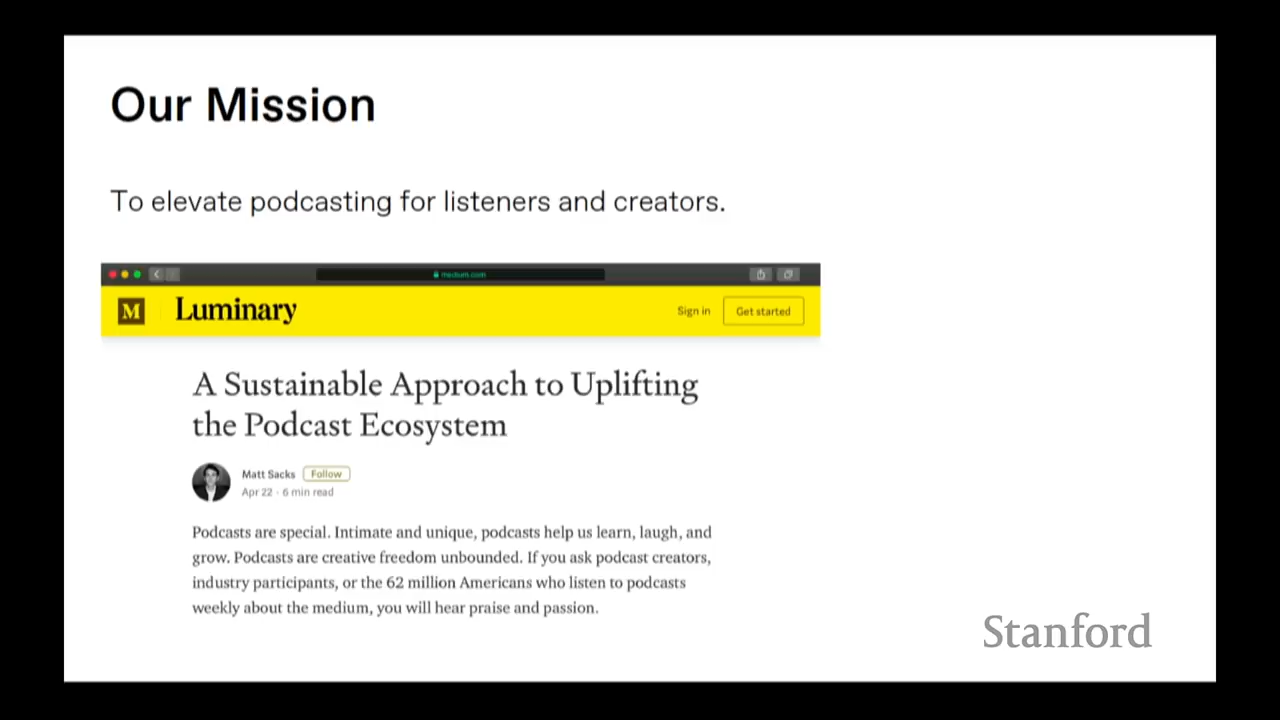 Our Mission
To elevate podcasting for listeners and creators.
medium.com
M Luminary Sign in Get started
A Sustainable Approach to Uplifting
the Podcast Ecosystem
Matt Sacks Follow
Apr 22 · 6 min read
Podcasts are special. Intimate and unique, podcasts help us learn, laugh, and
grow. Podcasts are creative freedom unbounded. If you ask podcast creators,
industry participants, or the 62 million Americans who listen to podcasts
weekly about the medium, you will hear praise and passion.
Stanford